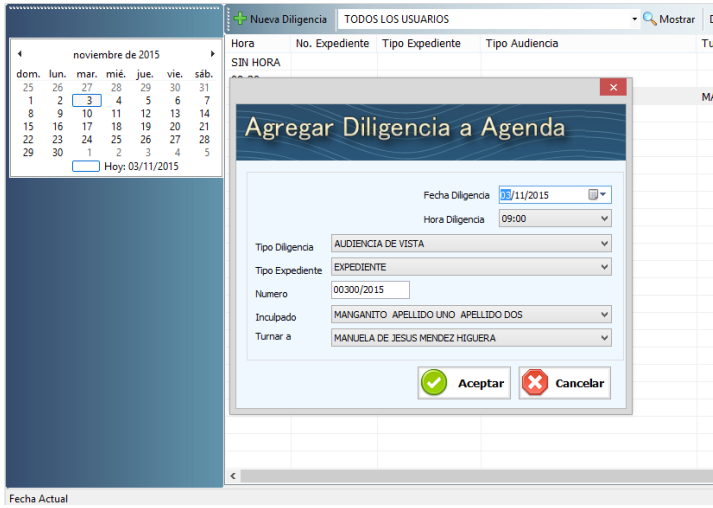 Nueva Diligencia TODOS LOS USUARIOS Mostrar
Hora No. Expediente Tipo Expediente Tipo Audiencia
SIN HORA
noviembre de 2015
dom. lun. mar. mié. jue. vie. sáb.
25 26 27 28 29 30 31
1 2 3 4 5 6 7
8 9 10 11 12 13 14
15 16 17 18 19 20 21
22 23 24 25 26 27 28
29 30 1 2 3 4 5
Hoy: 03/11/2015
Agregar Diligencia a Agenda
Fecha Diligencia 03/11/2015
Hora Diligencia 09:00
Tipo Diligencia AUDIENCIA DE VISTA
Tipo Expediente EXPEDIENTE
Numero 00300/2015
Inculpado MANGANITO APELLIDO UNO APELLIDO DOS
Turnar a MANUELA DE JESUS MENDEZ HIGUERA
Aceptar Cancelar
Fecha Actual